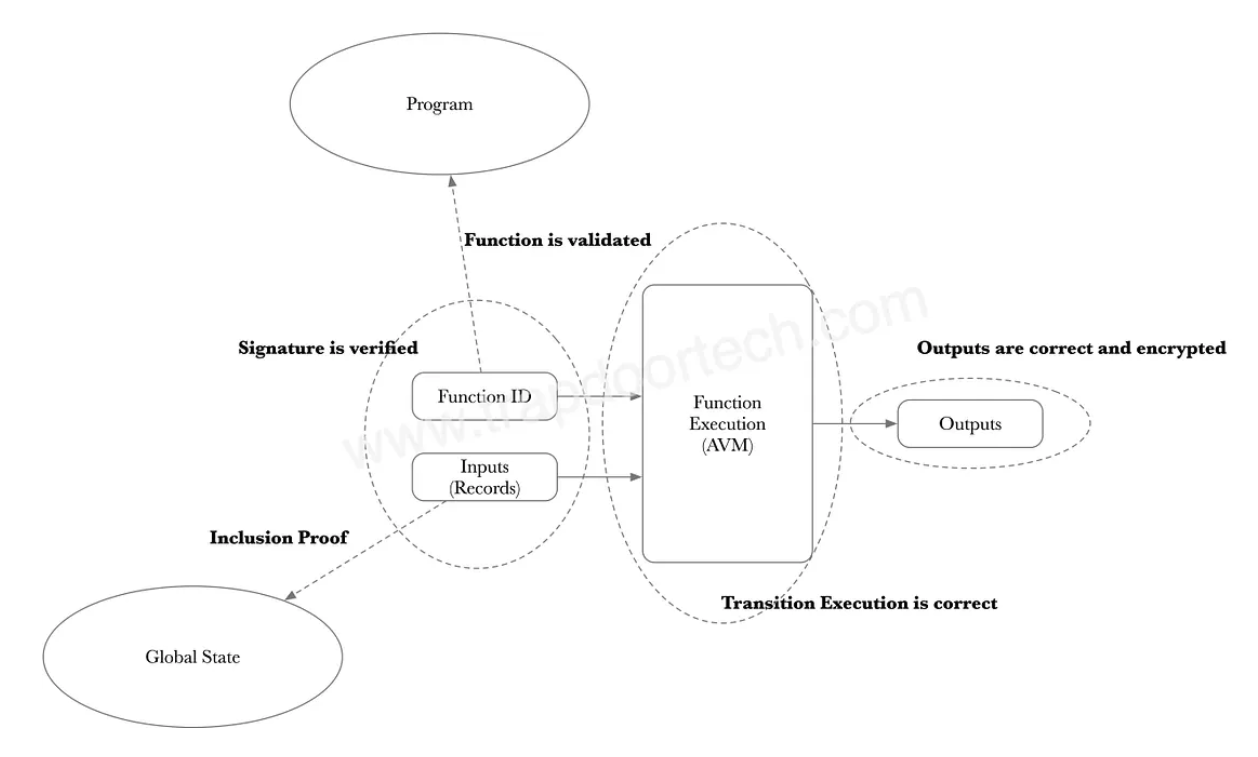 Program
Function is validated
Signature is verified
Outputs are correct and encrypted
Function ID
Function
Execution
(AVM)
Outputs
Inputs
(Records)
Inclusion Proof
Transition Execution is correct
Global State
www.trapdoortech.com